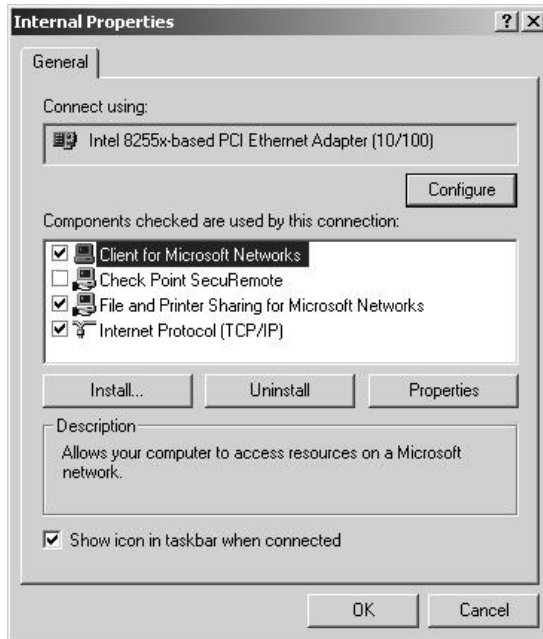 Internal Properties
General
Connect using:
Intel 8255x-based PCI Ethernet Adapter (10/100)
Configure
Components checked are used by this connection:
Client for Microsoft Networks
Check Point SecuRemote
File and Printer Sharing for Microsoft Networks
Internet Protocol (TCP/IP)
Install... Uninstall Properties
Description
Allows your computer to access resources on a Microsoft
network.
Show icon in taskbar when connected
OK Cancel